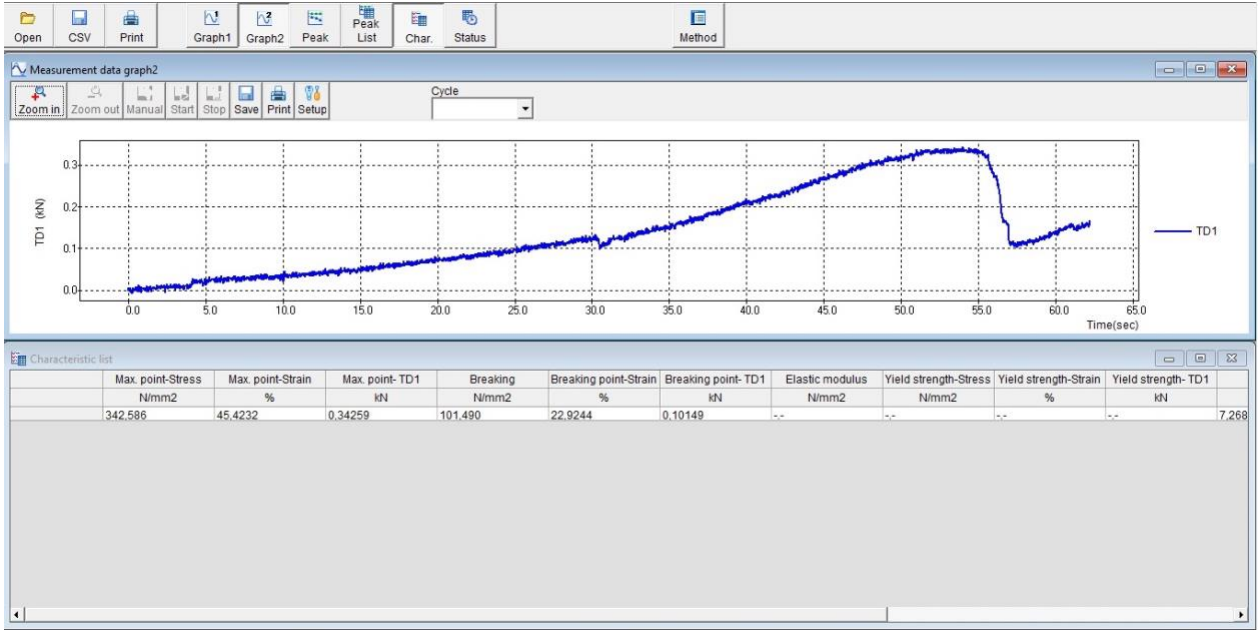 Open CSV Print Graph1 Graph2 Peak Peak List Char. Status Method
Measurement data graph2
Zoom in Zoom out Manual Start Stop Save Print Setup
Cycle
TD1 (kN)
0.3
0.2
0.1
0.0
0.0 5.0 10.0 15.0 20.0 25.0 30.0 35.0 40.0 45.0 50.0 55.0 60.0 65.0
Time(sec)
TD1
Characteristic list
Max. point-Stress Max. point-Strain Max. point- TD1 Breaking Breaking point-Strain Breaking point- TD1 Elastic modulus Yield strength-Stress Yield strength-Strain Yield strength- TD1
N/mm2 % kN N/mm2 % kN N/mm2 N/mm2 % kN
342,586 45,4232 0,34259 101,490 22,9244 0,10149 -.- -.- -.- -.- 7,268